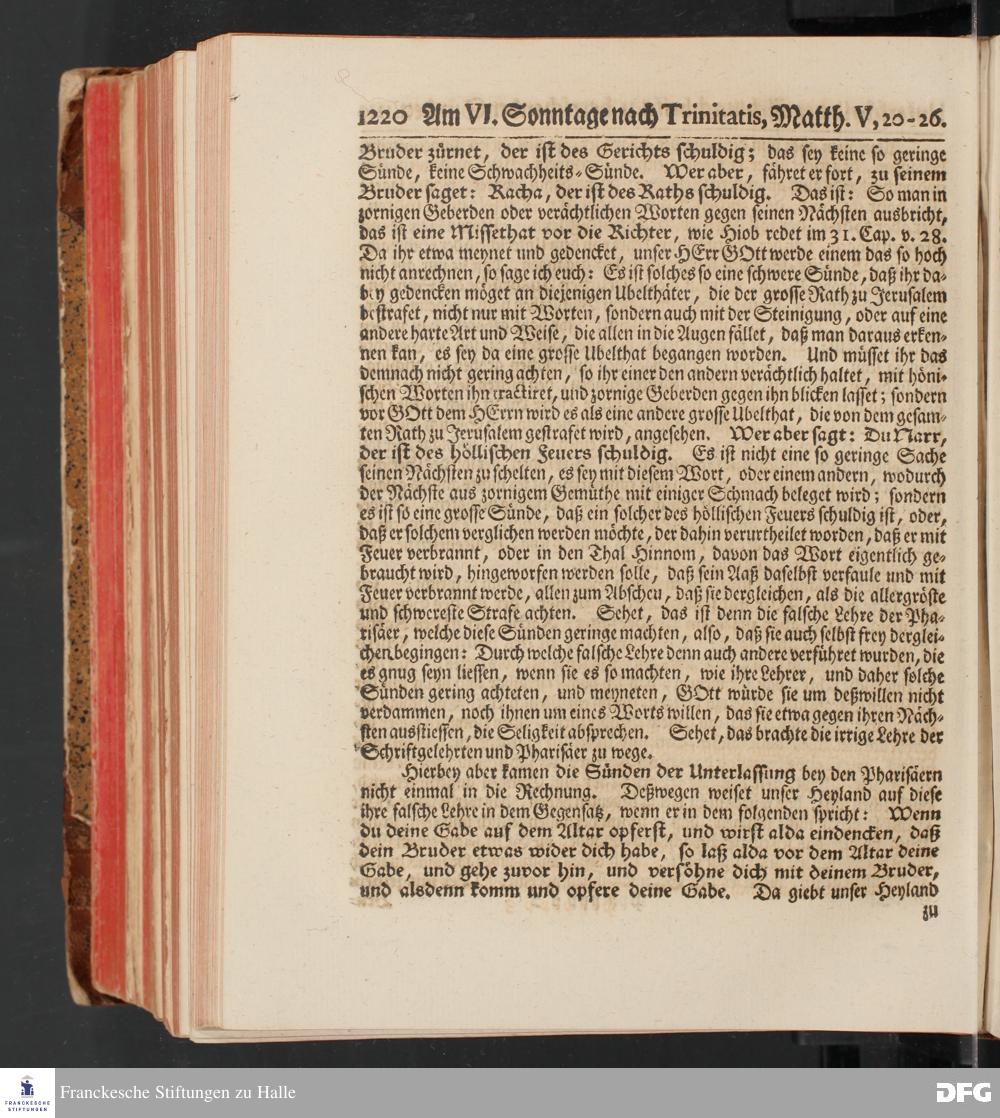 1220 Am VI. Sonntage nach Trinitatis, Matth. V, 20-26.
Bruder zürnet, der ist des Gerichts schuldig; das sey keine so geringe
Sünde, keine Schwachheits-Sünde. Wer aber, fähret er fort, zu seinem
Bruder saget: Racha, der ist des Raths schuldig. Das ist: So man in
zornigen Geberden oder verächtlichen Worten gegen seinen Nächsten ausbricht,
das ist eine Missethat vor die Richter, wie Hiob redet im 31. Cap. v. 28.
Da ihr etwa meynet und gedencket, unser HErr GOtt werde einem das so hoch
nicht anrechnen, so sage ich euch: Es ist solches so eine schwere Sünde, daß ihr da-
bey gedencken möget an diejenigen Ubelthäter, die der grosse Rath zu Jerusalem
bestrafet, nicht nur mit Worten, sondern auch mit der Steinigung, oder auf eine
andere harte Art und Weise, die allen in die Augen fället, daß man daraus erken-
nen kan, es sey da eine grosse Ubelthat begangen worden. Und müsset ihr das
demnach nicht gering achten, so ihr einer den andern verächtlich haltet, mit höni-
schen Worten ihn tractiret, und zornige Geberden gegen ihn blicken lasset; sondern
vor GOtt dem HErrn wird es als eine andere grosse Ubelthat, die von dem gesam-
ten Rath zu Jerusalem gestrafet wird, angesehen. Wer aber sagt: Du Narr,
der ist des höllischen Feuers schuldig. Es ist nicht eine so geringe Sache
seinen Nächsten zu schelten, es sey mit diesem Wort, oder einem andern, wodurch
der Nächste aus zornigem Gemüthe mit einiger Schmach beleget wird; sondern
es ist so eine grosse Sünde, daß ein solcher des höllischen Feuers schuldig ist, oder,
daß er solchem verglichen werden möchte, der dahin verurtheilet worden, daß er mit
Feuer verbrannt, oder in den Thal Hinnom, davon das Wort eigentlich ge-
braucht wird, hingeworfen werden solle, daß sein Aaß daselbst verfaule und mit
Feuer verbrannt werde, allen zum Abscheu, daß sie dergleichen, als die allergröste
und schwereste Strafe achten. Sehet, das ist denn die falsche Lehre der Pha-
risäer, welche diese Sünden geringe machten, also, daß sie auch selbst frey derglei-
chen begingen: Durch welche falsche Lehre denn auch andere verführet wurden, die
es gnug seyn liessen, wenn sie es so machten, wie ihre Lehrer, und daher solche
Sünden gering achteten, und meyneten, GOtt würde sie um deßwillen nicht
verdammen, noch ihnen um eines Worts willen, das sie etwa gegen ihren Näch-
sten ausstiessen, die Seligkeit absprechen. Sehet, das brachte die irrige Lehre der
Schriftgelehrten und Pharisäer zu wege.
Hierbey aber kamen die Sünden der Unterlassung bey den Pharisäern
nicht einmal in die Rechnung. Deßwegen weiset unser Heyland auf diese
ihre falsche Lehre in dem Gegensatz, wenn er in dem folgenden spricht: Wenn
du deine Gabe auf dem Altar opferst, und wirst alda eindencken, daß
dein Bruder etwas wider dich habe, so laß alda vor dem Altar deine
Gabe, und gehe zuvor hin, und versöhne dich mit deinem Bruder,
und alsdenn komm und opfere deine Gabe. Da giebt unser Heyland
zu
FRANCKESCHE
STIFTUNGEN
Franckesche Stiftungen zu Halle
DFG